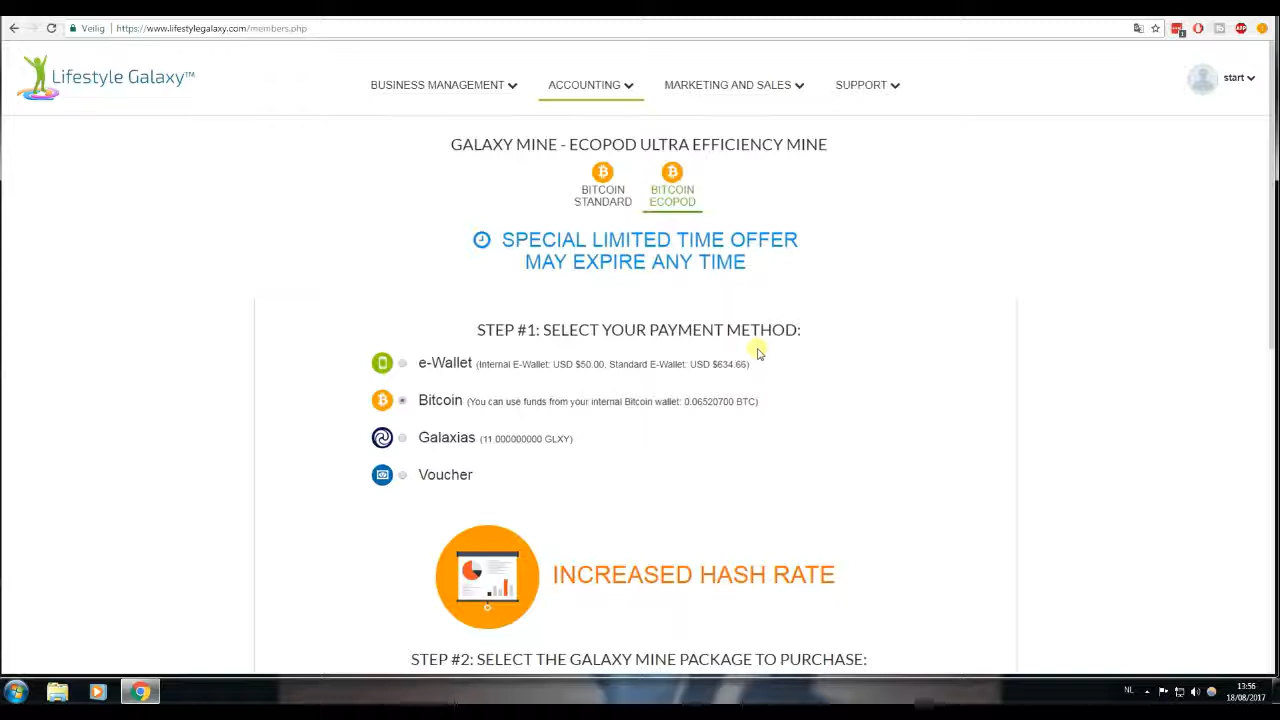 Veilig https://www.lifestylegalaxy.com/members.php
Lifestyle Galaxy™
BUSINESS MANAGEMENT ACCOUNTING MARKETING AND SALES SUPPORT
start
GALAXY MINE - ECOPOD ULTRA EFFICIENCY MINE
BITCOIN STANDARD
BITCOIN ECOPOD
SPECIAL LIMITED TIME OFFER
MAY EXPIRE ANY TIME
STEP #1: SELECT YOUR PAYMENT METHOD:
e-Wallet (Internal E-Wallet: USD $50.00, Standard E-Wallet: USD $634.66)
Bitcoin (You can use funds from your internal Bitcoin wallet: 0.06520700 BTC)
Galaxias (11.000000000 GLXY)
Voucher
INCREASED HASH RATE
STEP #2: SELECT THE GALAXY MINE PACKAGE TO PURCHASE:
NL
13:56
18/08/2017